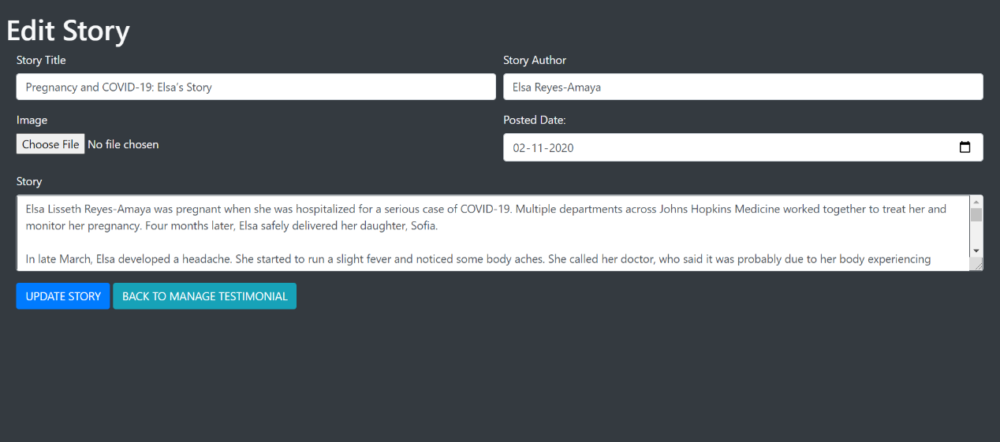 Edit Story
Story Title
Story Author
Pregnancy and COVID-19: Elsa’s Story
Elsa Reyes-Amaya
Image
Posted Date:
Choose File No file chosen
02-11-2020
Story
Elsa Lisseth Reyes-Amaya was pregnant when she was hospitalized for a serious case of COVID-19. Multiple departments across Johns Hopkins Medicine worked together to treat her and
monitor her pregnancy. Four months later, Elsa safely delivered her daughter, Sofia.
In late March, Elsa developed a headache. She started to run a slight fever and noticed some body aches. She called her doctor, who said it was probably due to her body experiencing
UPDATE STORY
BACK TO MANAGE TESTIMONIAL